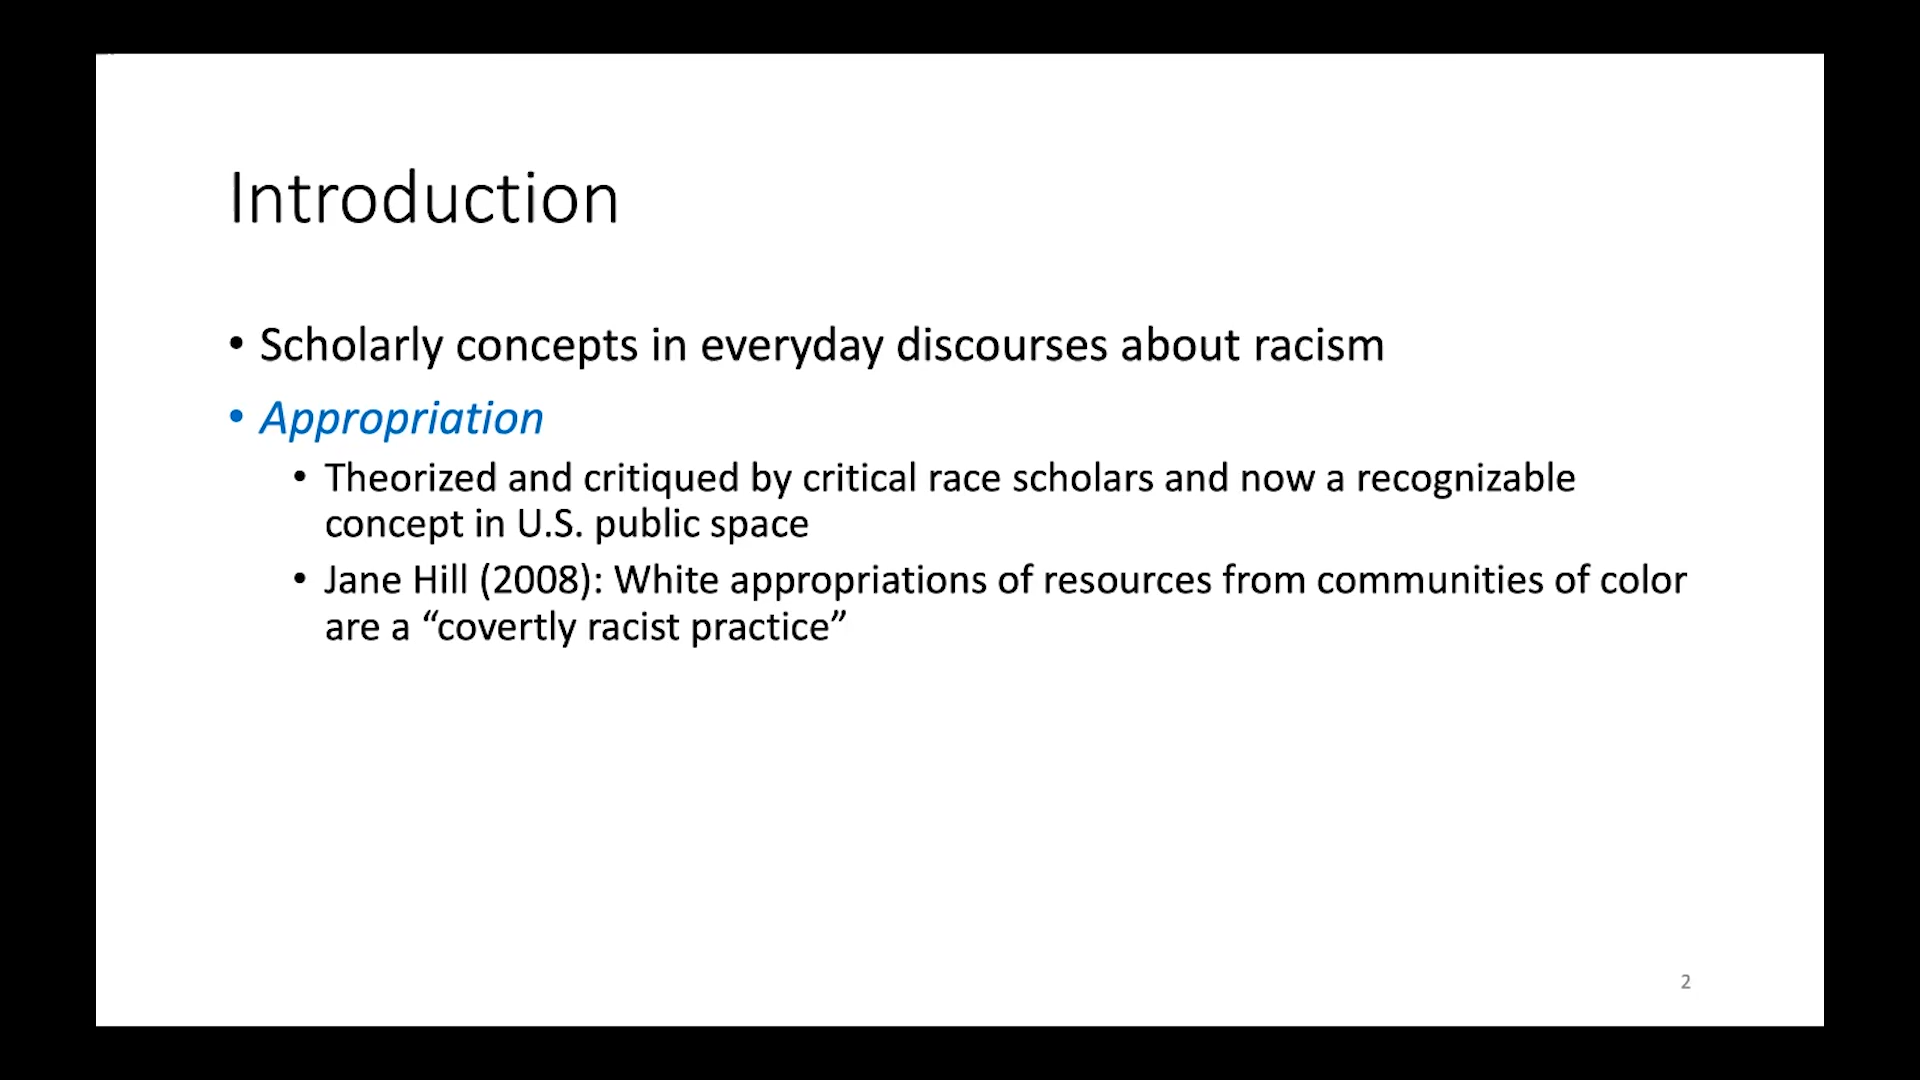 Introduction
• Scholarly concepts in everyday discourses about racism
• Appropriation
• Theorized and critiqued by critical race scholars and now a recognizable
concept in U.S. public space
• Jane Hill (2008): White appropriations of resources from communities of color
are a “covertly racist practice”
2